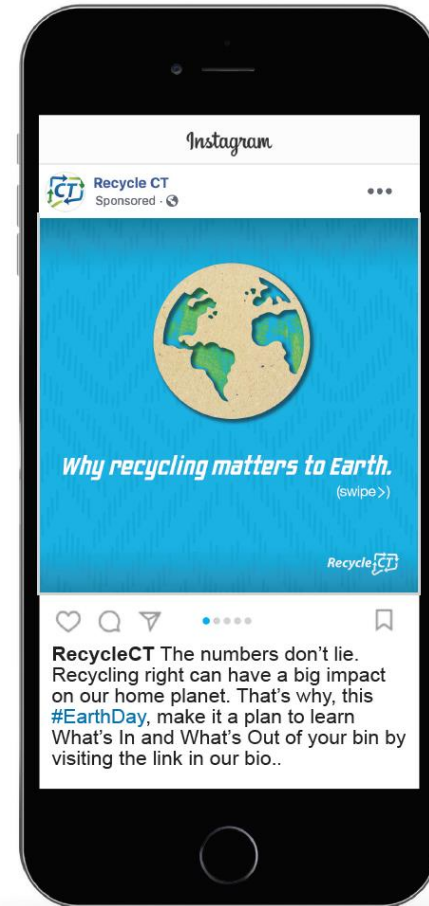 Instagram
CT
Recycle CT
Sponsored ·
Why recycling matters to Earth.
(swipe>)
Recycle CT
RecycleCT The numbers don’t lie.
Recycling right can have a big impact
on our home planet. That’s why, this
#EarthDay, make it a plan to learn
What’s In and What’s Out of your bin by
visiting the link in our bio..